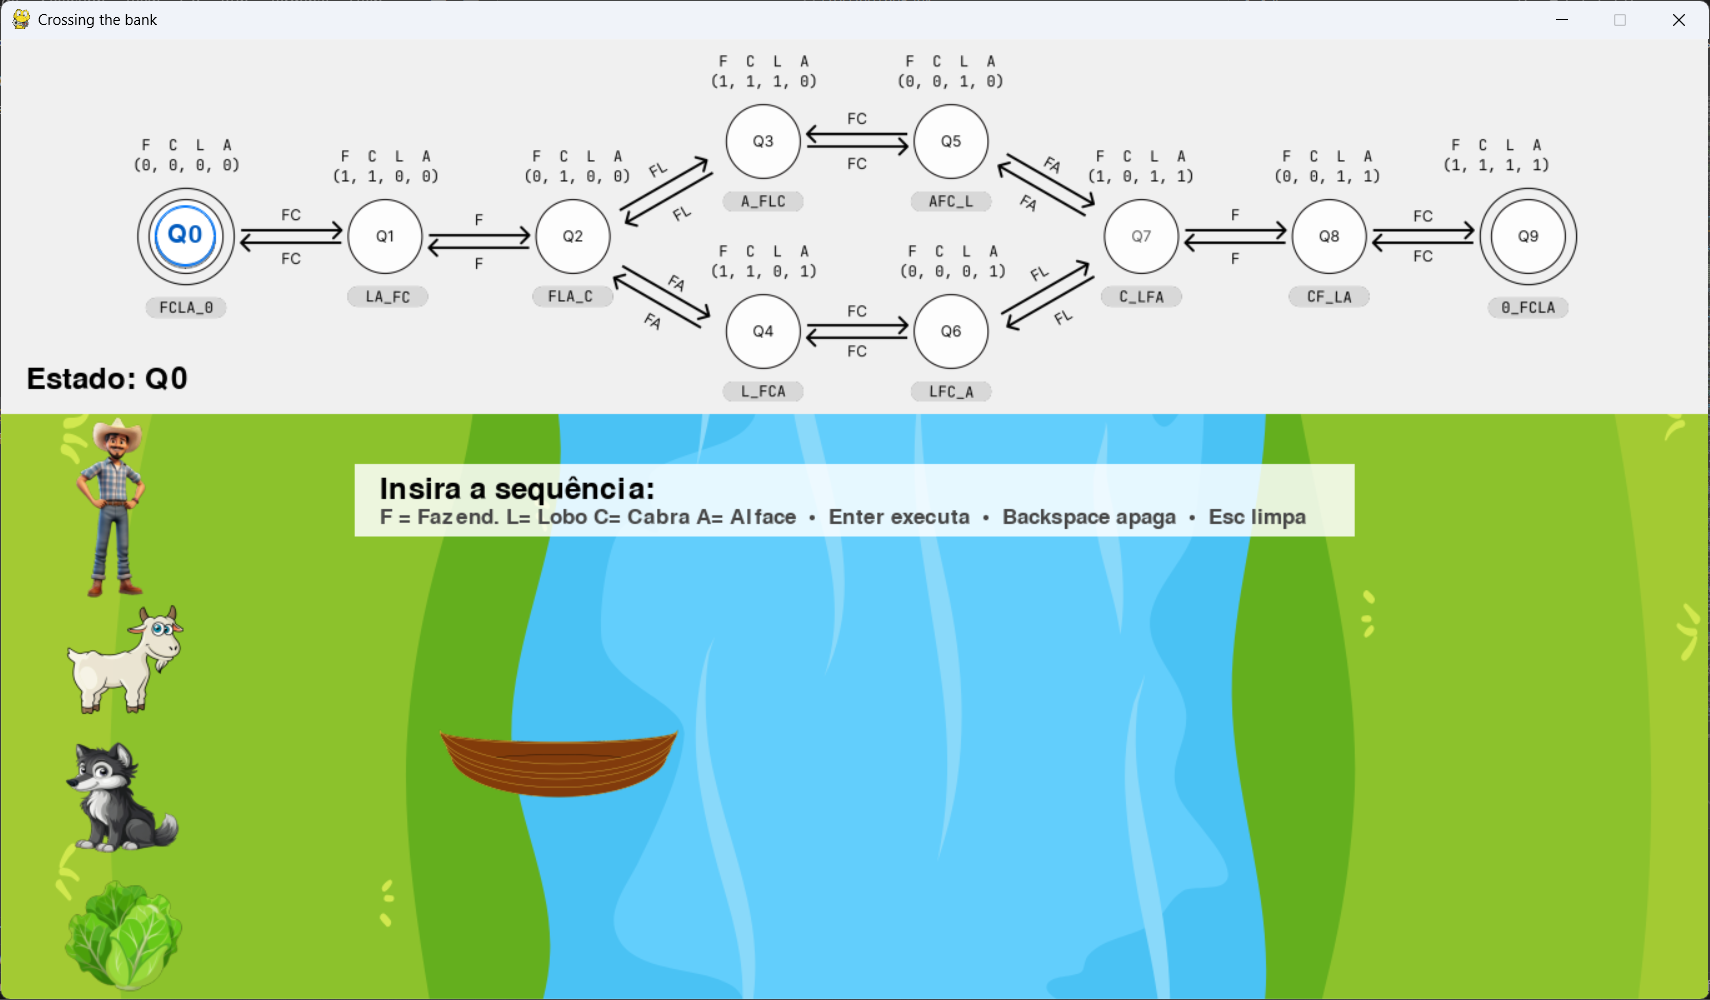 Crossing the bank
F C L A
(1, 1, 1, 0)
F C L A
(0, 0, 1, 0)
F C L A
(0, 0, 0, 0)
F C L A
(1, 1, 0, 0)
F C L A
(0, 1, 0, 0)
F C L A
(1, 0, 1, 1)
F C L A
(0, 0, 1, 1)
F C L A
(1, 1, 1, 1)
Q3
FC
FC
Q5
A_FLC
AFC_L
FL
FL
FA
FA
Q0
FC
FC
Q1
F
F
Q2
Q7
F
F
Q8
FC
FC
Q9
FCLA_0
LA_FC
FLA_C
C_LFA
CF_LA
0_FCLA
F C L A
(1, 1, 0, 1)
F C L A
(0, 0, 0, 1)
FA
FA
FL
FL
Q4
FC
FC
Q6
L_FCA
LFC_A
Estado: Q0
Insira a sequência:
F = Fazend. L= Lobo C= Cabra A= Alface • Enter executa • Backspace apaga • Esc limpa